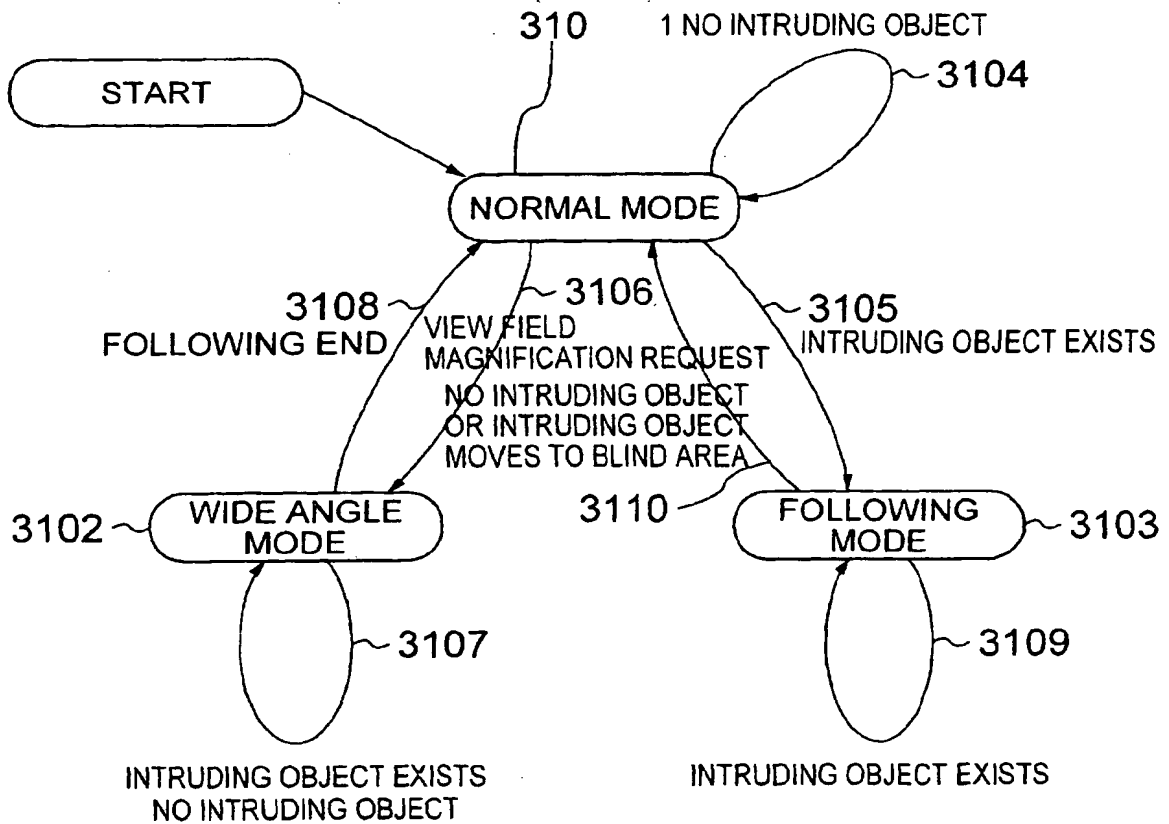 310
1 NO INTRUDING OBJECT
3104
START
NORMAL MODE
3108
FOLLOWING END
3106
VIEW FIELD
MAGNIFICATION REQUEST
3105
INTRUDING OBJECT EXISTS
NO INTRUDING OBJECT
OR INTRUDING OBJECT
MOVES TO BLIND AREA
3110
3102
WIDE ANGLE
MODE
FOLLOWING
MODE
3103
3107
3109
INTRUDING OBJECT EXISTS
NO INTRUDING OBJECT
INTRUDING OBJECT EXISTS